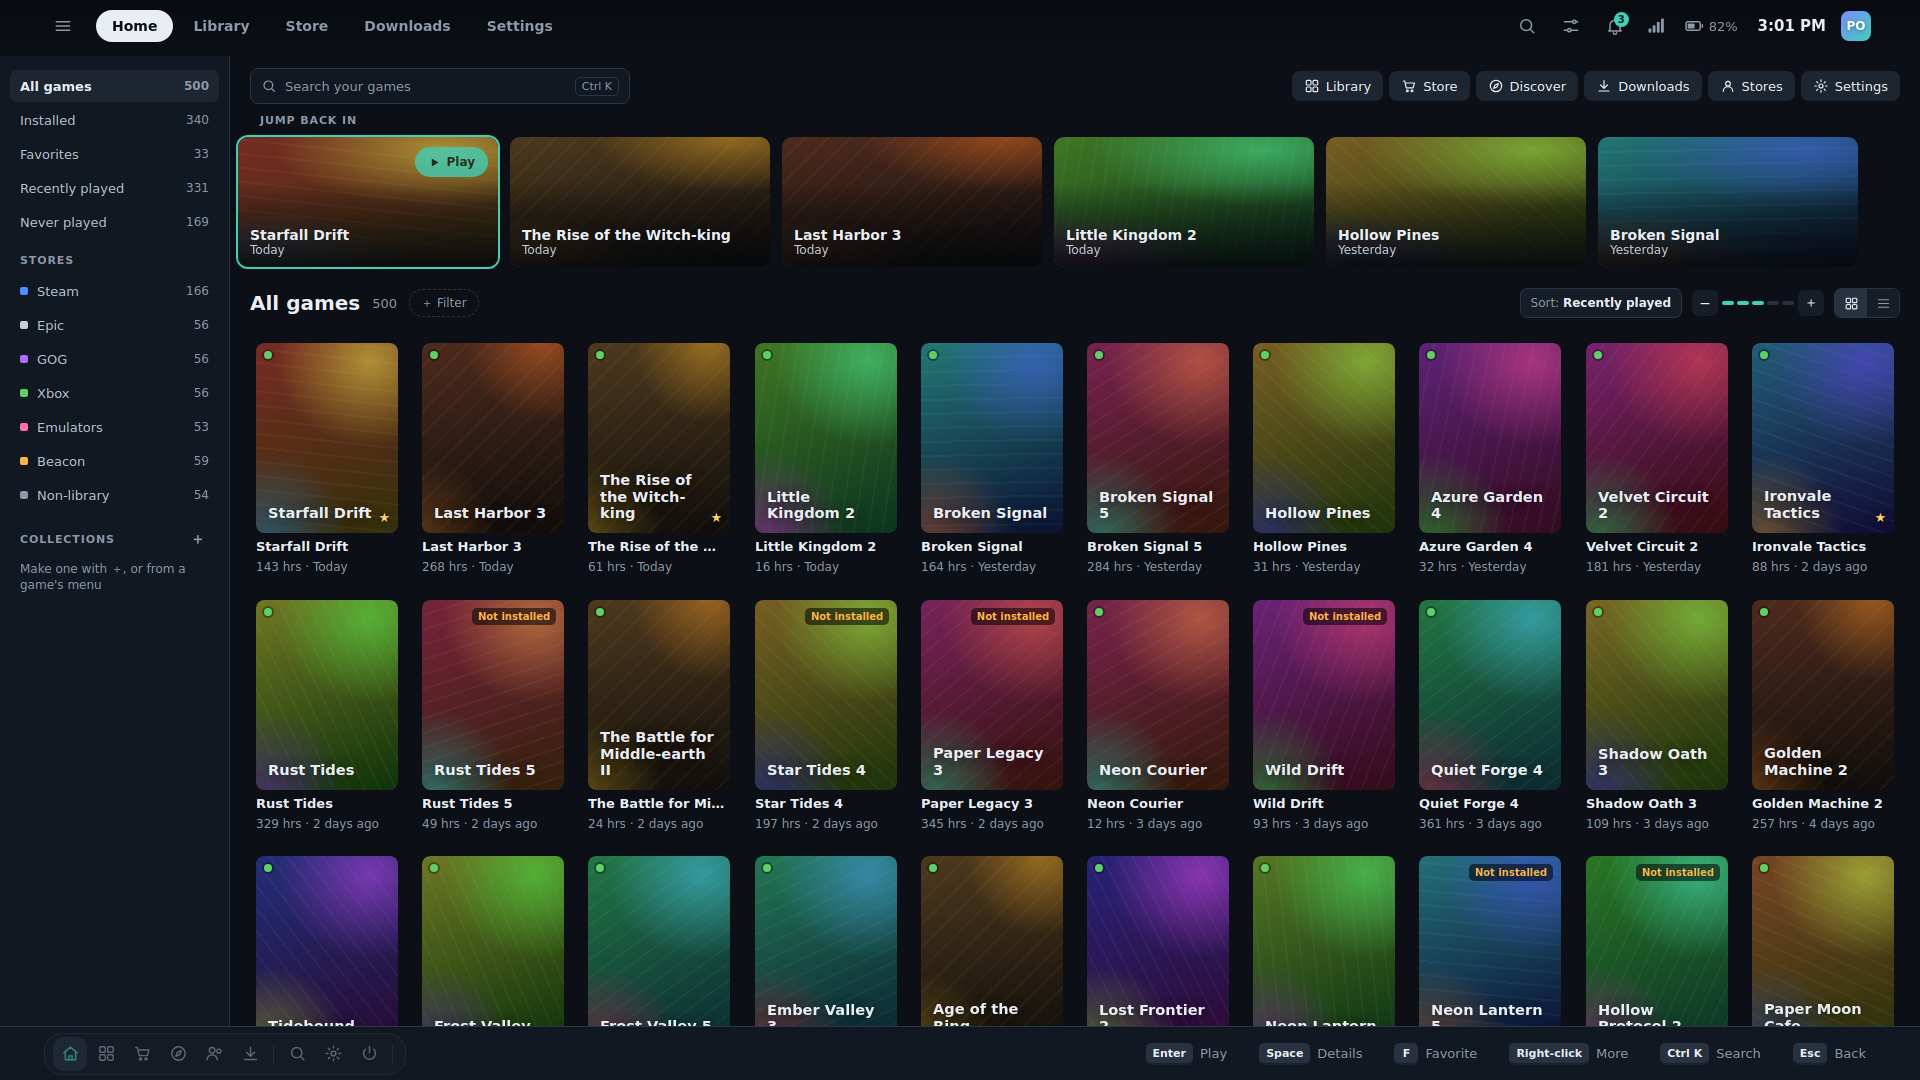 Home Library Store Downloads Settings
3 82% 3:01 PM PO
All games 500
Installed 340
Favorites 33
Recently played 331
Never played 169
STORES
Steam 166
Epic 56
GOG 56
Xbox 56
Emulators 53
Beacon 59
Non-library 54
COLLECTIONS +
Make one with +, or from a
game's menu
Search your games Ctrl K
Library Store Discover Downloads Stores Settings
JUMP BACK IN
Play
Starfall Drift
Today
The Rise of the Witch-king
Today
Last Harbor 3
Today
Little Kingdom 2
Today
Hollow Pines
Yesterday
Broken Signal
Yesterday
All games 500 + Filter
Sort: Recently played
Starfall Drift
Starfall Drift
143 hrs · Today
Last Harbor 3
Last Harbor 3
268 hrs · Today
The Rise of
the Witch-
king
The Rise of the ...
61 hrs · Today
Little
Kingdom 2
Little Kingdom 2
16 hrs · Today
Broken Signal
Broken Signal
164 hrs · Yesterday
Broken Signal
5
Broken Signal 5
284 hrs · Yesterday
Hollow Pines
Hollow Pines
31 hrs · Yesterday
Azure Garden
4
Azure Garden 4
32 hrs · Yesterday
Velvet Circuit
2
Velvet Circuit 2
181 hrs · Yesterday
Ironvale
Tactics
Ironvale Tactics
88 hrs · 2 days ago
Rust Tides
Rust Tides
329 hrs · 2 days ago
Not installed
Rust Tides 5
Rust Tides 5
49 hrs · 2 days ago
The Battle for
Middle-earth
II
The Battle for Mi...
24 hrs · 2 days ago
Not installed
Star Tides 4
Star Tides 4
197 hrs · 2 days ago
Not installed
Paper Legacy
3
Paper Legacy 3
345 hrs · 2 days ago
Neon Courier
Neon Courier
12 hrs · 3 days ago
Not installed
Wild Drift
Wild Drift
93 hrs · 3 days ago
Quiet Forge 4
Quiet Forge 4
361 hrs · 3 days ago
Shadow Oath
3
Shadow Oath 3
109 hrs · 3 days ago
Golden
Machine 2
Golden Machine 2
257 hrs · 4 days ago
Tidebound
Frost Valley
Frost Valley 5
Ember Valley
3
Age of the
Ring
Lost Frontier
2
Neon Lantern
Not installed
Neon Lantern
5
Not installed
Hollow
Protocol 2
Paper Moon
Cafe
Enter Play Space Details F Favorite Right-click More Ctrl K Search Esc Back